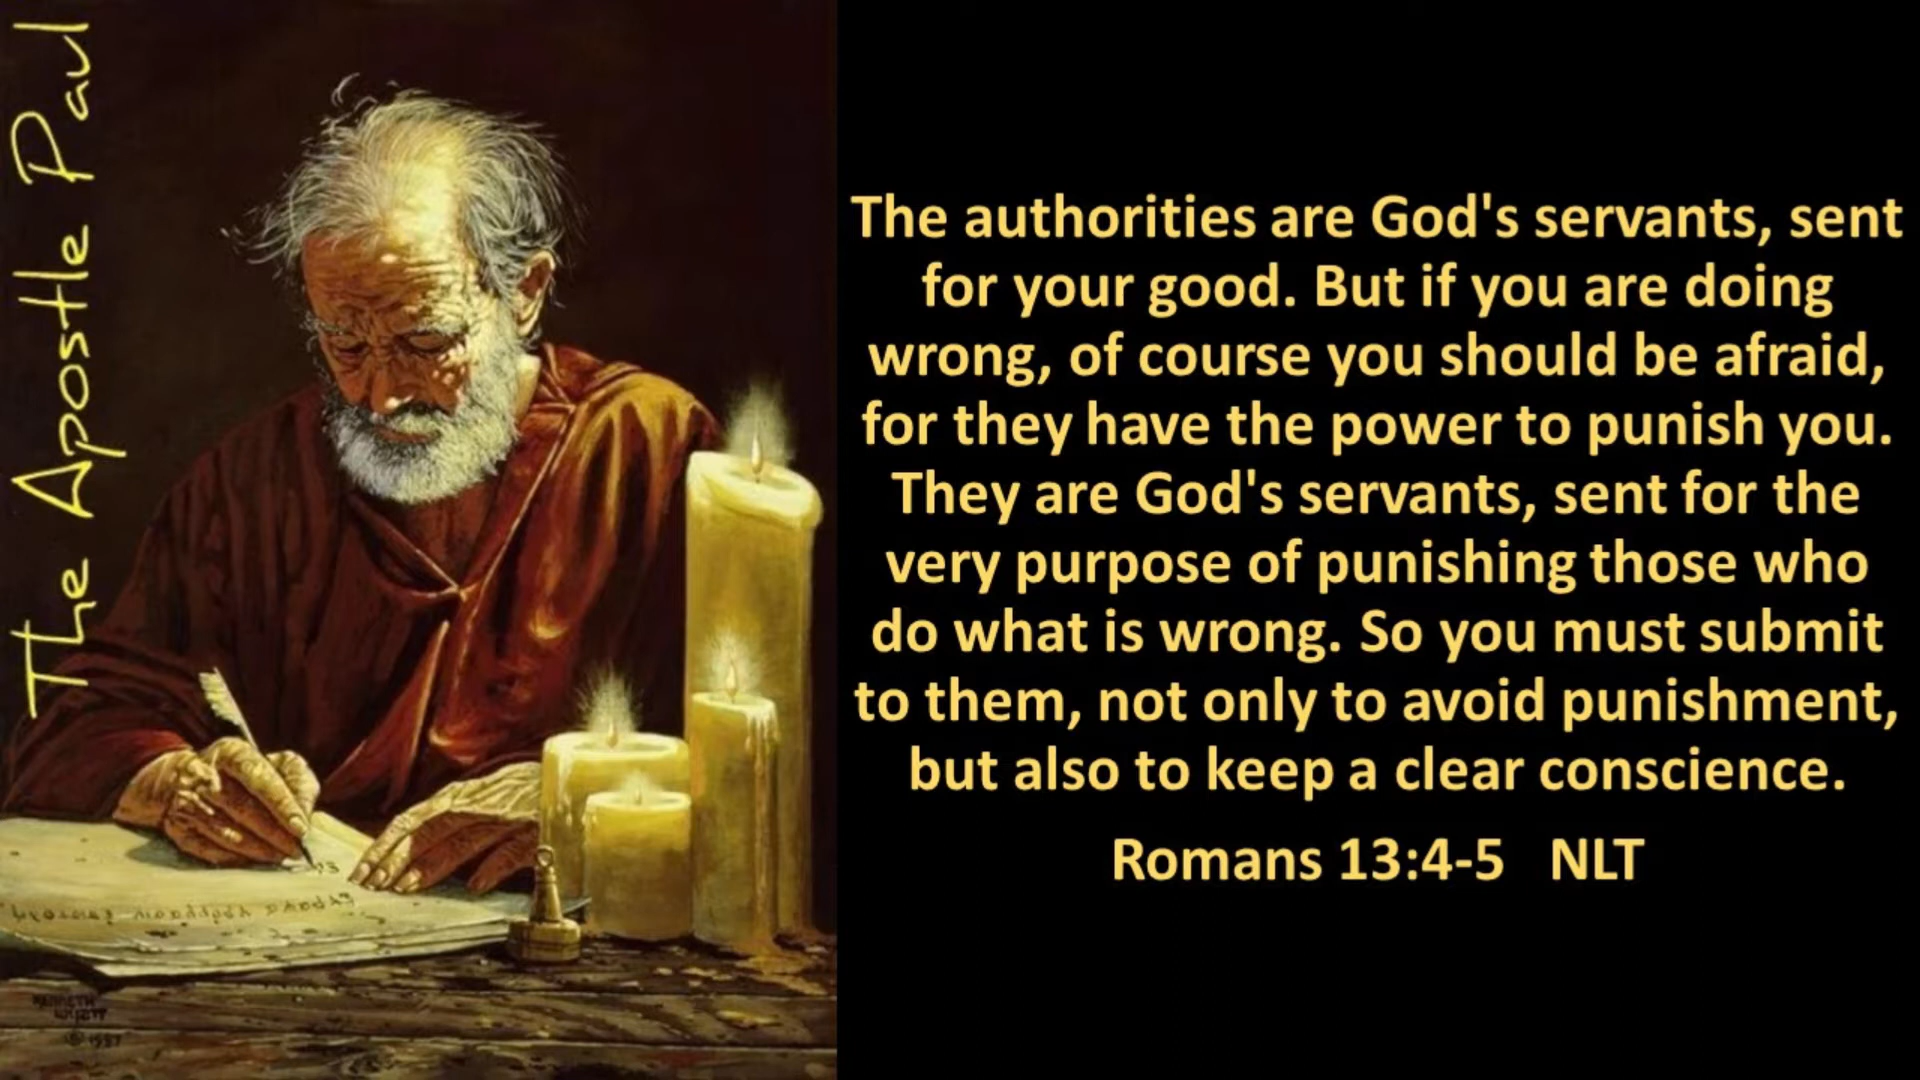 The Apostle Paul
The authorities are God's servants, sent
for your good. But if you are doing
wrong, of course you should be afraid,
for they have the power to punish you.
They are God's servants, sent for the
very purpose of punishing those who
do what is wrong. So you must submit
to them, not only to avoid punishment,
but also to keep a clear conscience.
Romans 13:4-5 NLT
KENNETH
WYATT
© 1987